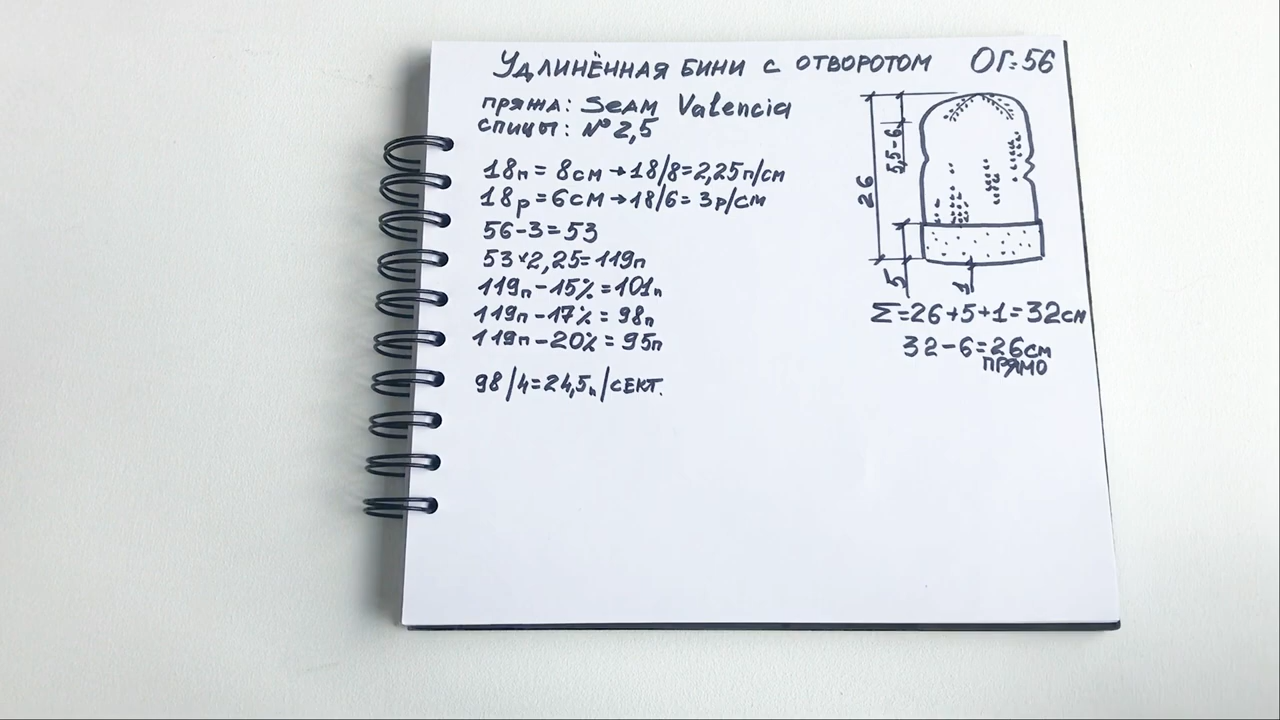 Удлинённая бини с отворотом ОГ=56
пряжа: Seam Valencia
спицы: №2,5
18п = 8см → 18/8=2,25п/см
18р = 6см → 18/6= 3р/см
56-3=53
53×2,25=119п
119п-15%=101п
119п-17%=98п
119п-20%=95п
98/4=24,5п/сект.
5,5-6
26
5
1
Σ=26+5+1=32см
32-6=26см
прямо